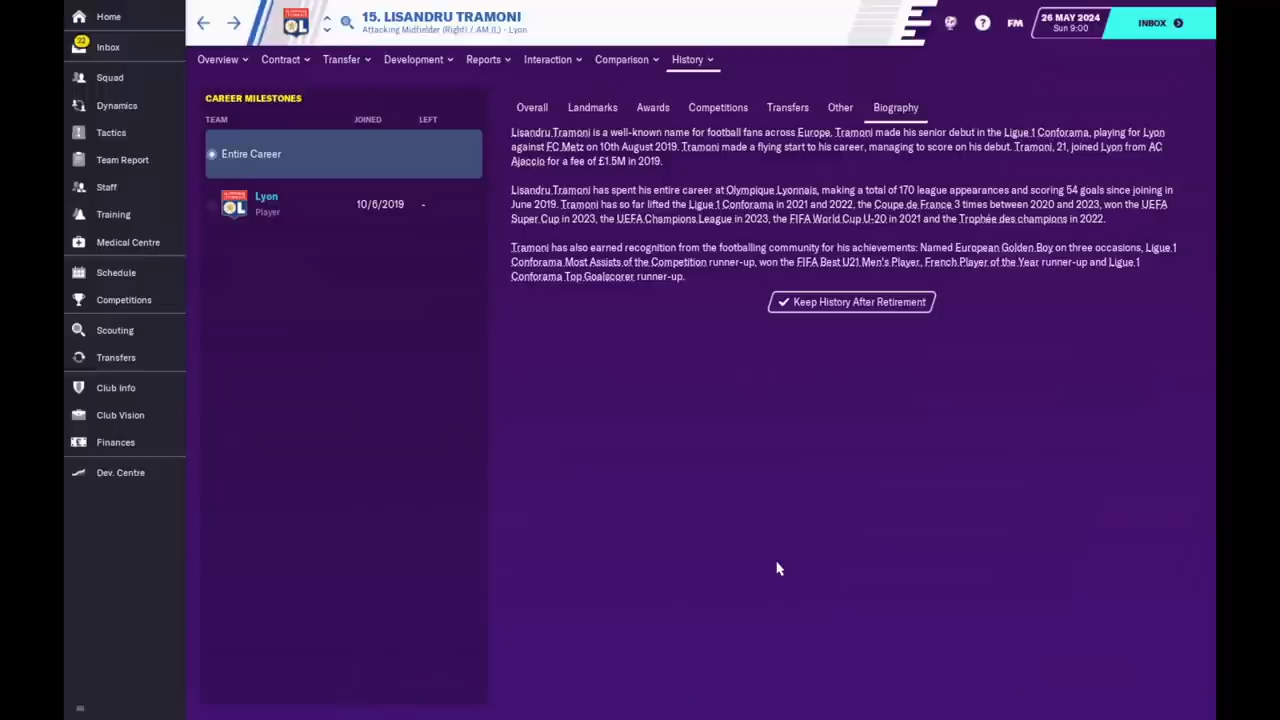 Home
22
Inbox
Squad
Dynamics
Tactics
Team Report
Staff
Training
Medical Centre
Schedule
Competitions
Scouting
Transfers
Club Info
Club Vision
Finances
Dev. Centre
OL
15. LISANDRU TRAMONI
Attacking Midfielder (Right) / AM (L) - Lyon
?
FM
26 MAY 2024
Sun 9:00
INBOX
Overview
Contract
Transfer
Development
Reports
Interaction
Comparison
History
CAREER MILESTONES
TEAM JOINED LEFT
Entire Career
OL
Lyon
Player
10/6/2019 -
Overall Landmarks Awards Competitions Transfers Other Biography
Lisandru Tramoni is a well-known name for football fans across Europe. Tramoni made his senior debut in the Ligue 1 Conforama, playing for Lyon
against FC Metz on 10th August 2019. Tramoni made a flying start to his career, managing to score on his debut. Tramoni, 21, joined Lyon from AC
Ajaccio for a fee of £1.5M in 2019.
Lisandru Tramoni has spent his entire career at Olympique Lyonnais, making a total of 170 league appearances and scoring 54 goals since joining in
June 2019. Tramoni has so far lifted the Ligue 1 Conforama in 2021 and 2022, the Coupe de France 3 times between 2020 and 2023, won the UEFA
Super Cup in 2023, the UEFA Champions League in 2023, the FIFA World Cup U-20 in 2021 and the Trophée des champions in 2022.
Tramoni has also earned recognition from the footballing community for his achievements: Named European Golden Boy on three occasions, Ligue 1
Conforama Most Assists of the Competition runner-up, won the FIFA Best U21 Men's Player, French Player of the Year runner-up and Ligue 1
Conforama Top Goalscorer runner-up.
Keep History After Retirement